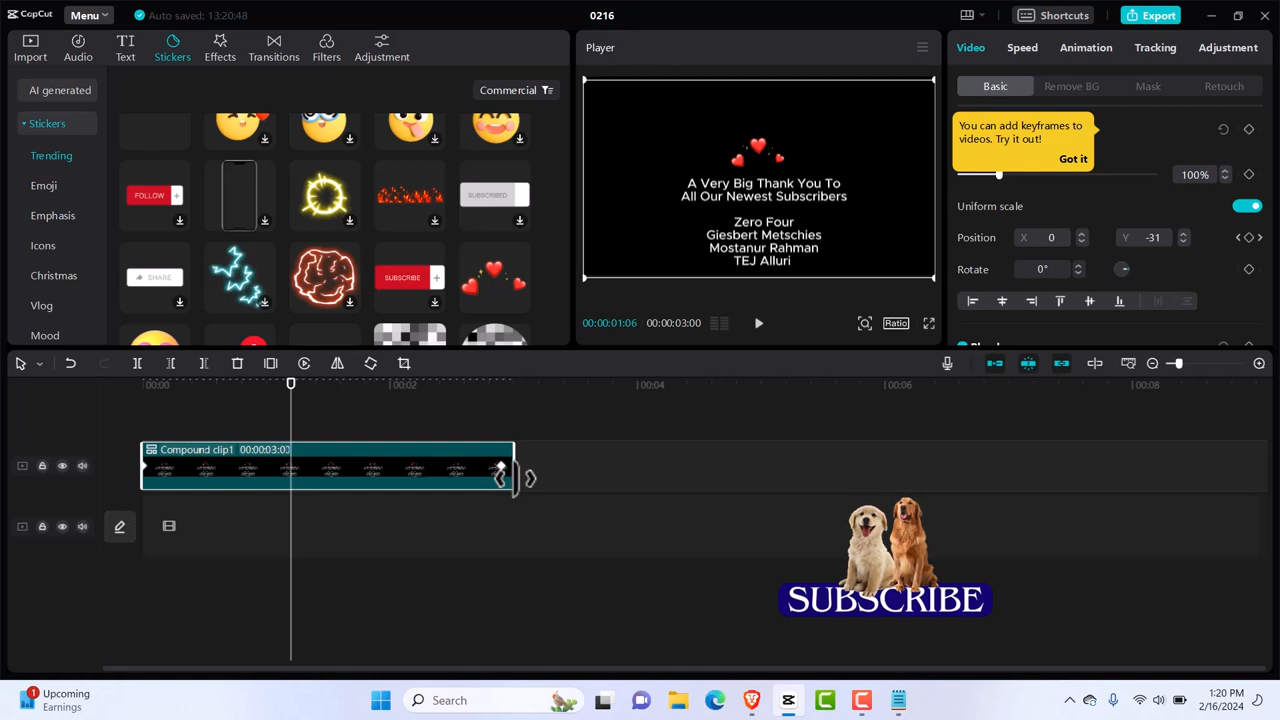 CapCut
Menu
Auto saved: 13:20:48
0216
Shortcuts
Export
Import
Audio
Text
Stickers
Effects
Transitions
Filters
Adjustment
AI generated
Stickers
Trending
Emoji
Emphasis
Icons
Christmas
Vlog
Mood
Commercial
FOLLOW
SUBSCRIBED
SHARE
SUBSCRIBE
Player
A Very Big Thank You To
All Our Newest Subscribers
Zero Four
Giesbert Metschies
Mostanur Rahman
TEJ Alluri
00:00:01:06
00:00:03:00
Ratio
Video
Speed
Animation
Tracking
Adjustment
Basic
Remove BG
Mask
Retouch
You can add keyframes to
videos. Try it out!
Got it
100%
Uniform scale
Position
X 0
Y -31
Rotate
0°
00:00
00:02
00:04
00:06
00:08
Compound clip1 00:00:03:00
SUBSCRIBE
1
Upcoming
Earnings
Search
1:20 PM
2/16/2024